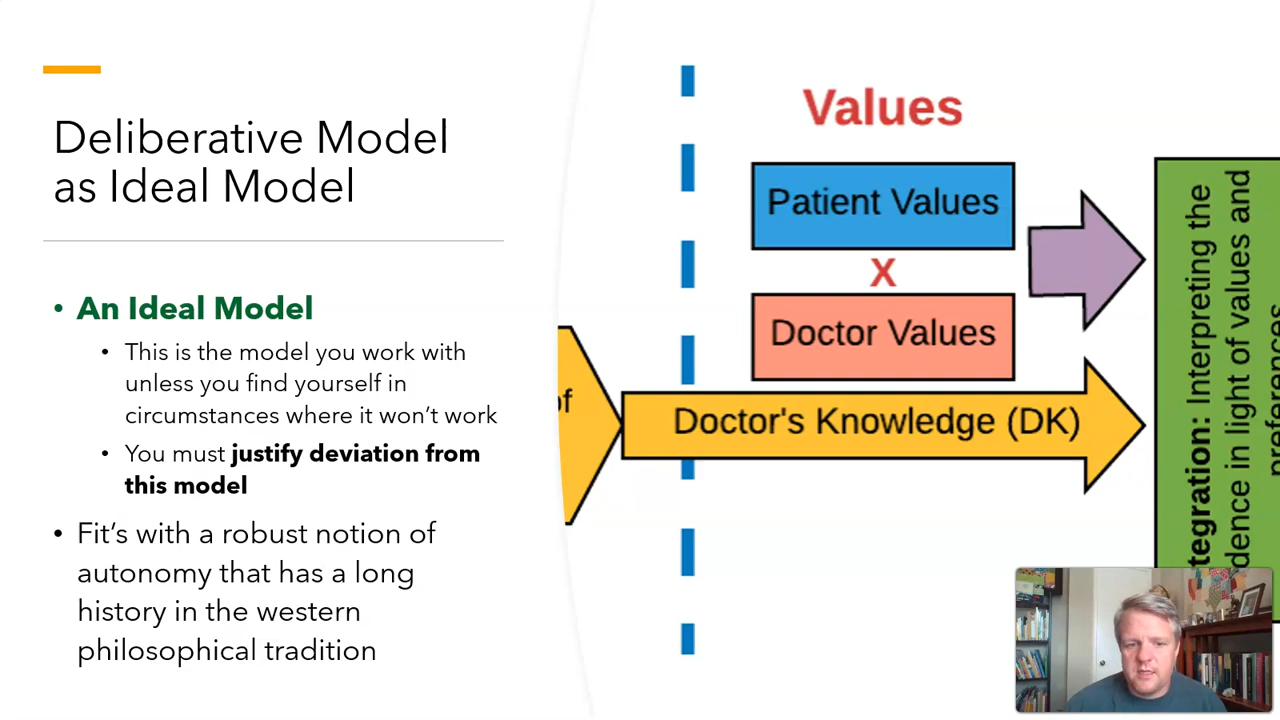 Deliberative Model
as Ideal Model
• An Ideal Model
• This is the model you work with
unless you find yourself in
circumstances where it won't work
• You must justify deviation from
this model
• Fit's with a robust notion of
autonomy that has a long
history in the western
philosophical tradition
of
Values
Patient Values
X
Doctor Values
Doctor's Knowledge (DK)
tegration: Interpreting the
dence in light of values and
preferences